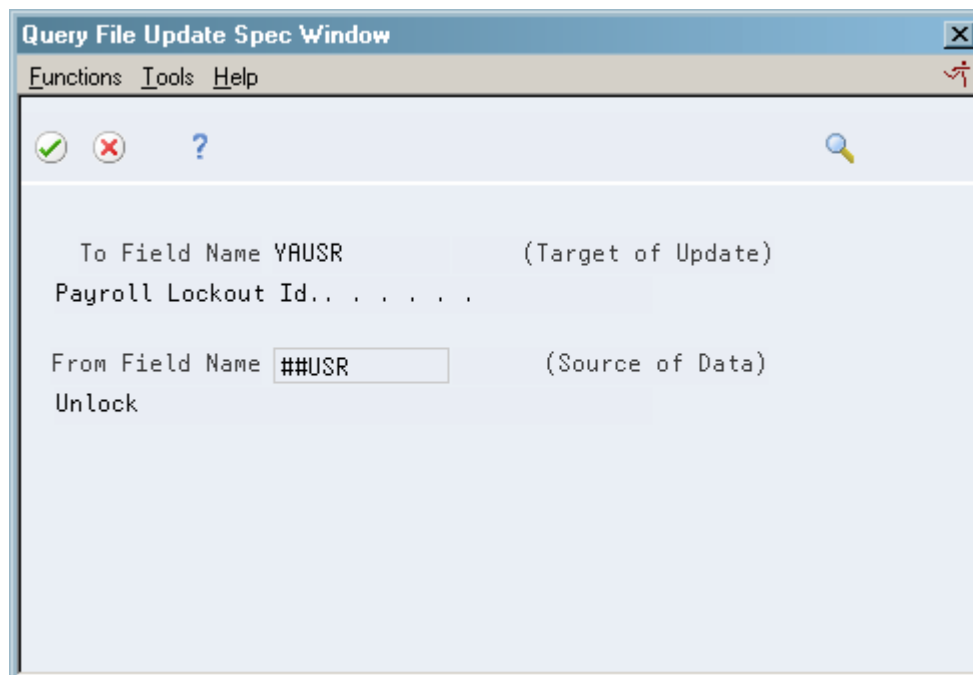 Query File Update Spec Window
Functions Tools Help
?
To Field Name YAUSR (Target of Update)
Payroll Lockout Id.. . . . . .
From Field Name ##USR (Source of Data)
Unlock